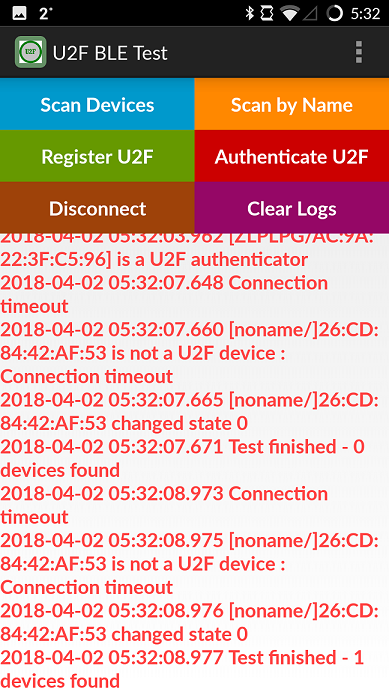 2* 5:32
U2F U2F BLE Test
Scan Devices Scan by Name
Register U2F Authenticate U2F
Disconnect Clear Logs
2018-04-02 05:32:03.962 [ZLPLPG/AC:9A:
22:3F:C5:96] is a U2F authenticator
2018-04-02 05:32:07.648 Connection
timeout
2018-04-02 05:32:07.660 [noname/]26:CD:
84:42:AF:53 is not a U2F device :
Connection timeout
2018-04-02 05:32:07.665 [noname/]26:CD:
84:42:AF:53 changed state 0
2018-04-02 05:32:07.671 Test finished - 0
devices found
2018-04-02 05:32:08.973 Connection
timeout
2018-04-02 05:32:08.975 [noname/]26:CD:
84:42:AF:53 is not a U2F device :
Connection timeout
2018-04-02 05:32:08.976 [noname/]26:CD:
84:42:AF:53 changed state 0
2018-04-02 05:32:08.977 Test finished - 1
devices found